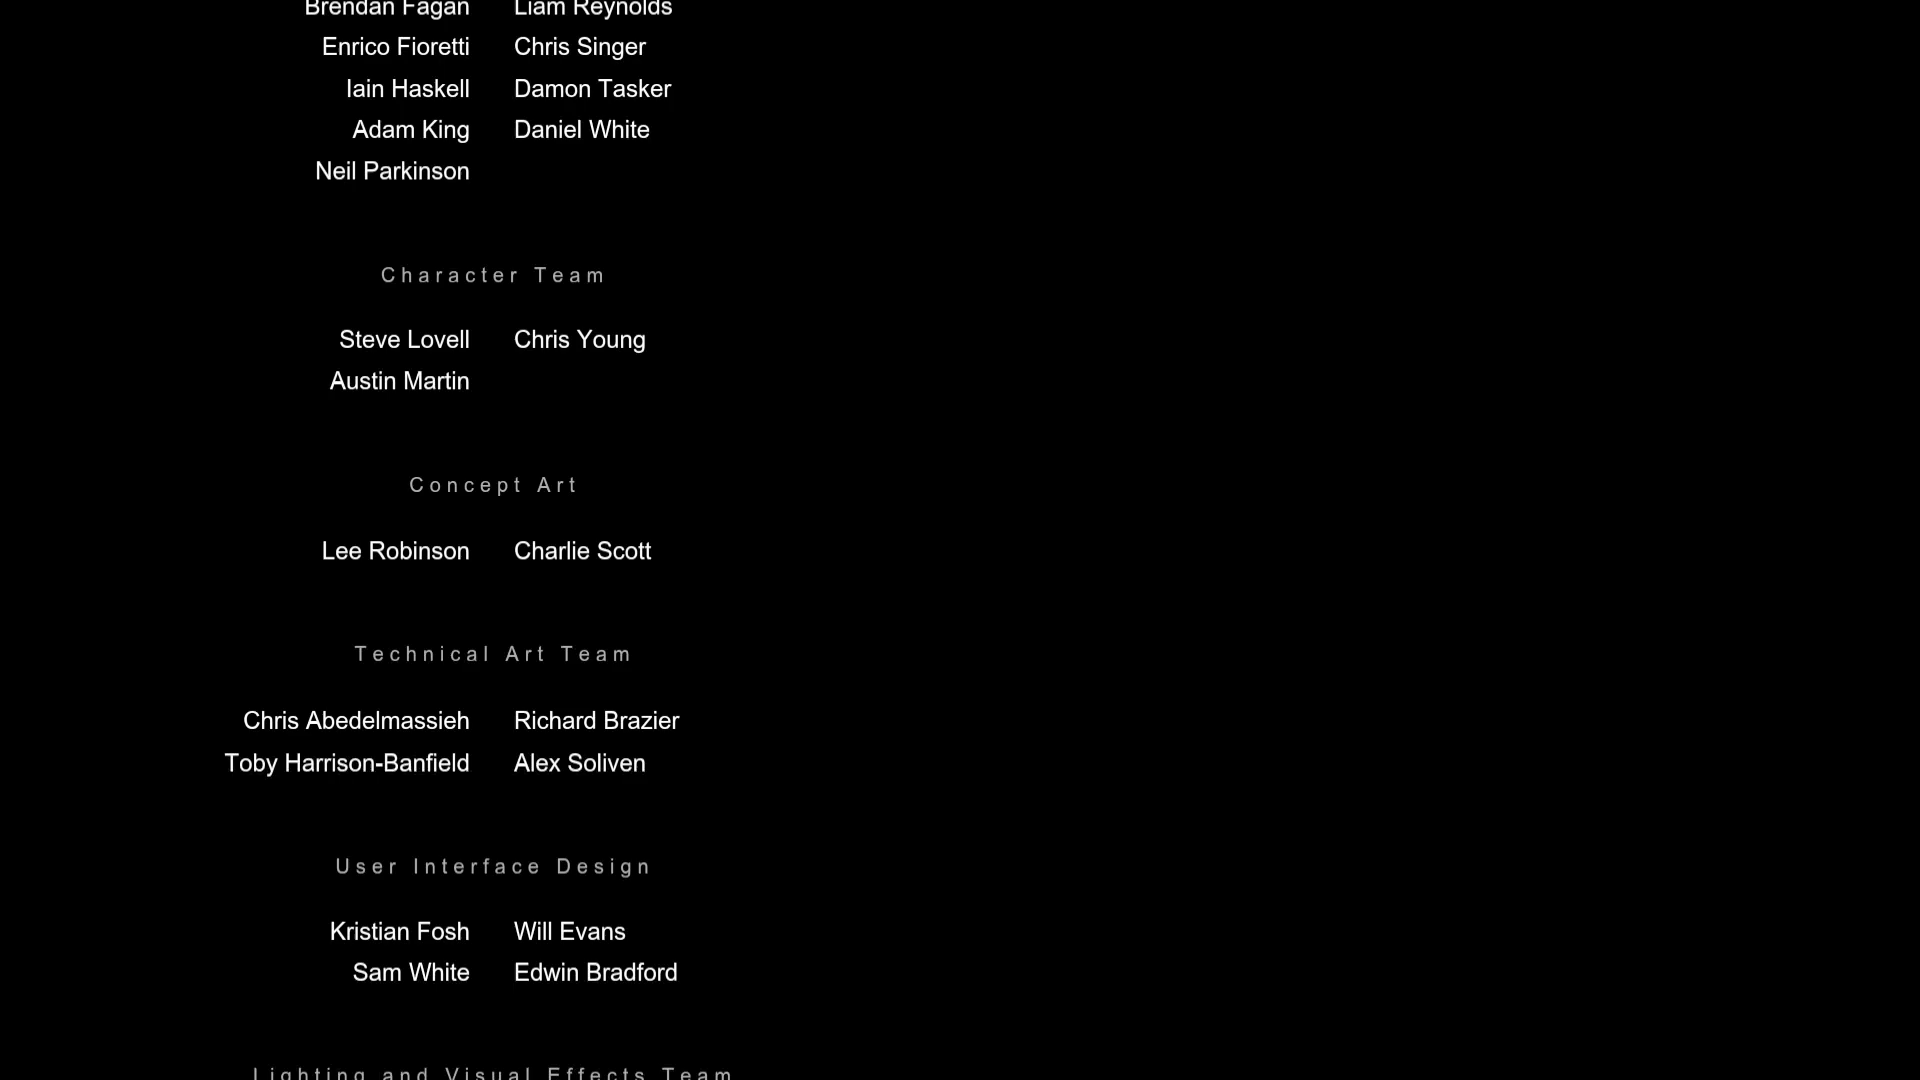 Brendan Fagan Liam Reynolds
Enrico Fioretti Chris Singer
Iain Haskell Damon Tasker
Adam King Daniel White
Neil Parkinson
Character Team
Steve Lovell Chris Young
Austin Martin
Concept Art
Lee Robinson Charlie Scott
Technical Art Team
Chris Abedelmassieh Richard Brazier
Toby Harrison-Banfield Alex Soliven
User Interface Design
Kristian Fosh Will Evans
Sam White Edwin Bradford
Lighting and Visual Effects Team